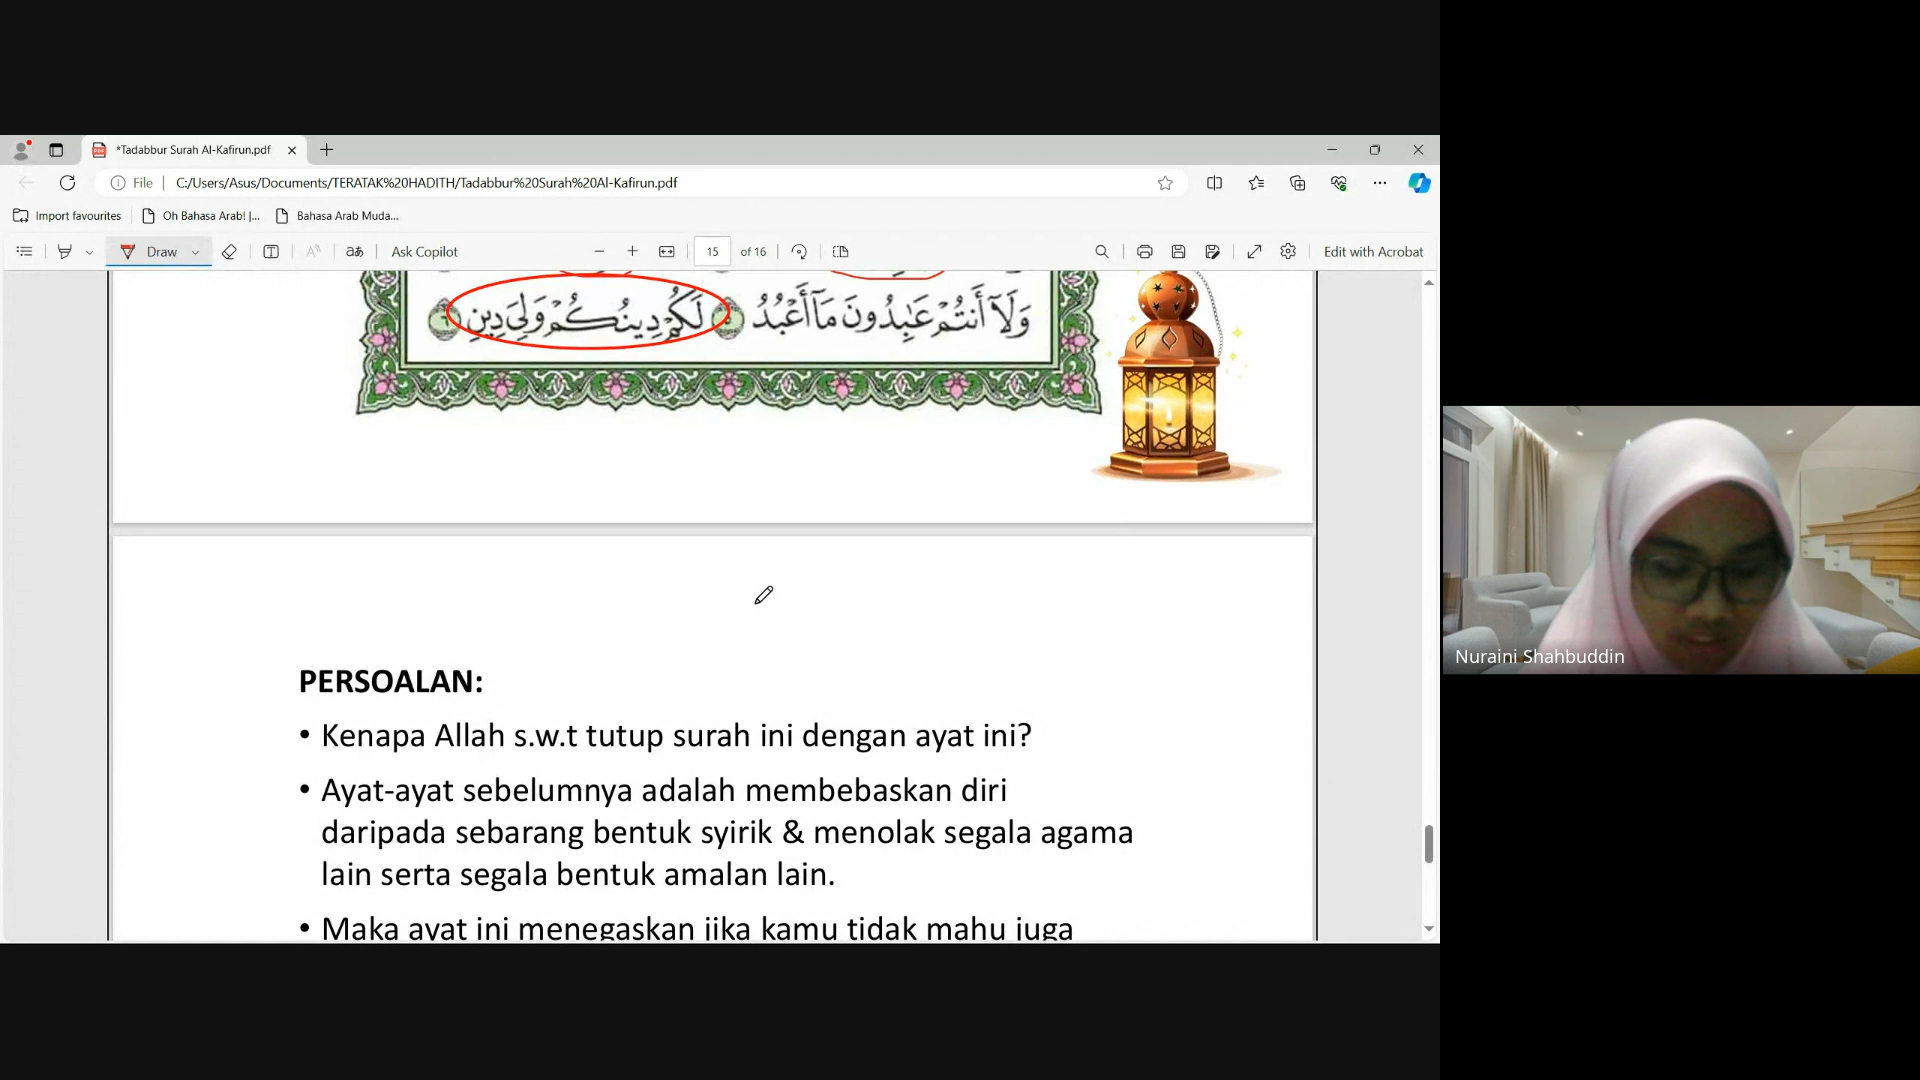 *Tadabbur Surah Al-Kafirun.pdf
File | C:/Users/Asus/Documents/TERATAK%20HADITH/Tadabbur%20Surah%20Al-Kafirun.pdf
Import favourites Oh Bahasa Arab! |... Bahasa Arab Muda...
Draw aあ Ask Copilot 15 of 16 Edit with Acrobat
وَلَآ أَنتُمْ عَٰبِدُونَ مَآ أَعْبُدُ ٥ لَكُمْ دِينُكُمْ وَلِيَ دِينِ ٦
PERSOALAN:
• Kenapa Allah s.w.t tutup surah ini dengan ayat ini?
• Ayat-ayat sebelumnya adalah membebaskan diri
daripada sebarang bentuk syirik & menolak segala agama
lain serta segala bentuk amalan lain.
• Maka ayat ini menegaskan jika kamu tidak mahu juga
Nuraini Shahbuddin